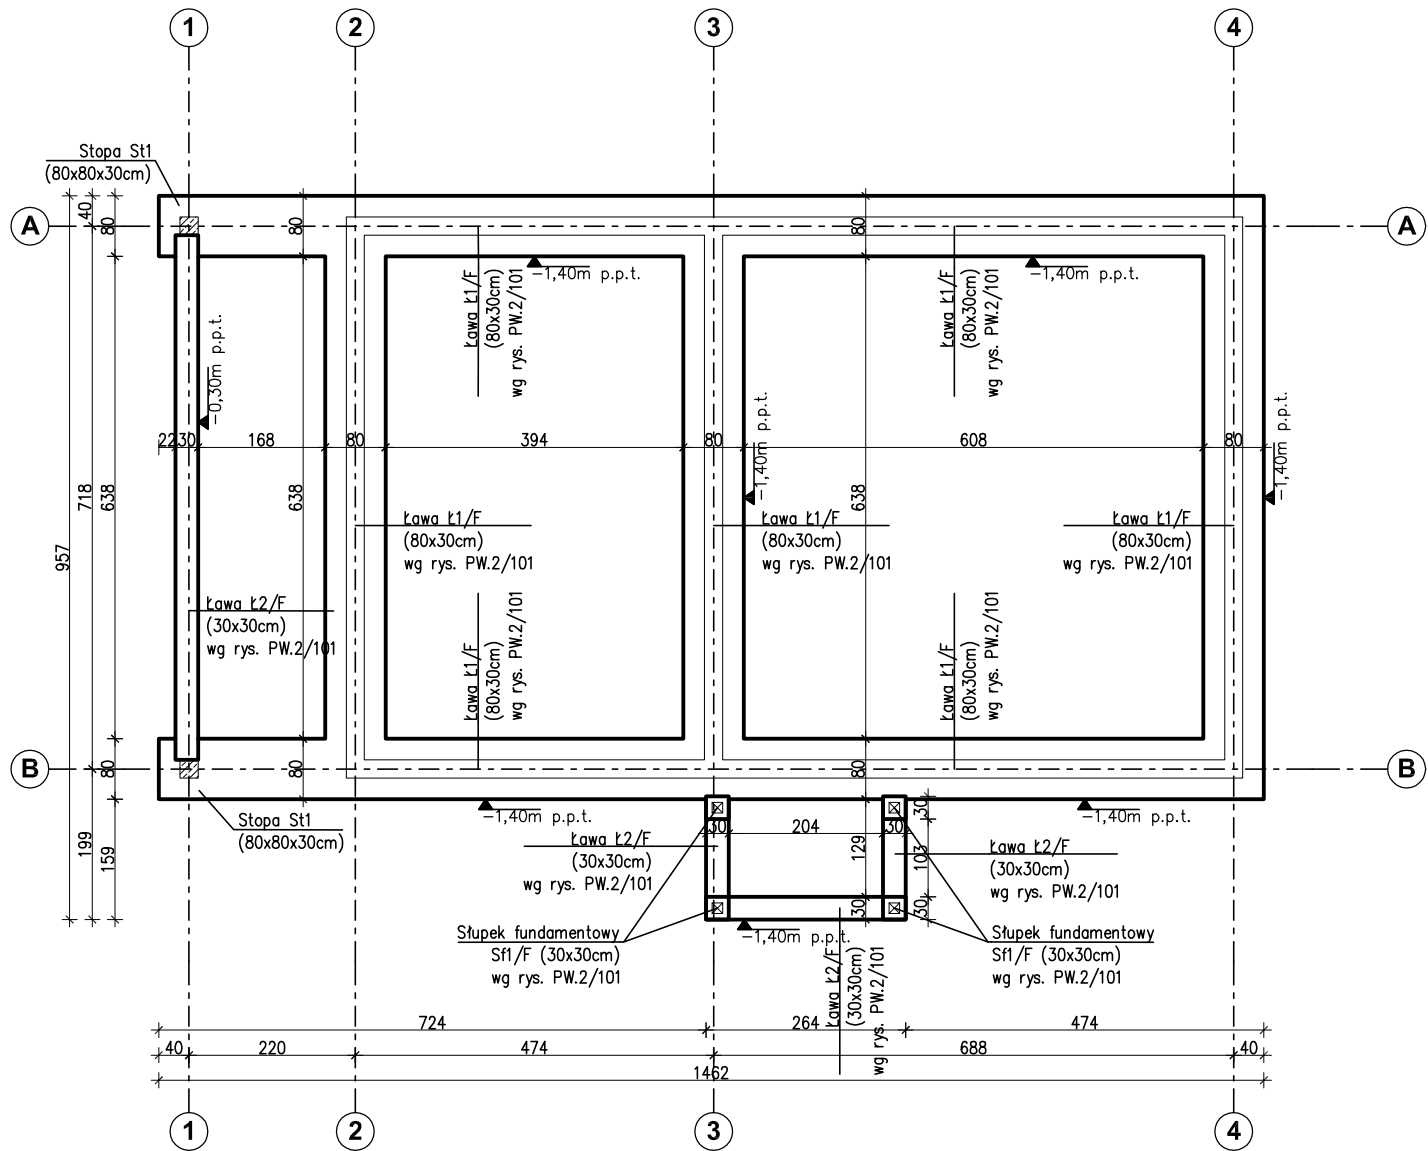 1
2
3
4
Stopa St1
(80x80x30cm)
A
A
40
80
80
80
Ława Ł1/F
(80x30cm)
wg rys. PW.2/101
-1,40m p.p.t.
Ława Ł1/F
(80x30cm)
wg rys. PW.2/101
-1,40m p.p.t.
-0,30m p.p.t.
-1,40m p.p.t.
-1,40m p.p.t.
22
30
168
80
394
80
608
80
957
718
638
638
638
Ława Ł1/F
(80x30cm)
wg rys. PW.2/101
Ława Ł1/F
(80x30cm)
wg rys. PW.2/101
Ława Ł1/F
(80x30cm)
wg rys. PW.2/101
Ława Ł2/F
(30x30cm)
wg rys. PW.2/101
Ława Ł1/F
(80x30cm)
wg rys. PW.2/101
Ława Ł1/F
(80x30cm)
wg rys. PW.2/101
B
B
80
80
80
Stopa St1
(80x80x30cm)
-1,40m p.p.t.
-1,40m p.p.t.
199
159
30
204
30
30
129
103
30
30
Ława Ł2/F
(30x30cm)
wg rys. PW.2/101
Ława Ł2/F
(30x30cm)
wg rys. PW.2/101
Słupek fundamentowy
Sf1/F (30x30cm)
wg rys. PW.2/101
-1,40m p.p.t.
Ława Ł2/F
(30x30cm)
wg rys. PW.2/101
Słupek fundamentowy
Sf1/F (30x30cm)
wg rys. PW.2/101
724
264
474
40
220
474
688
40
1462
1
2
3
4